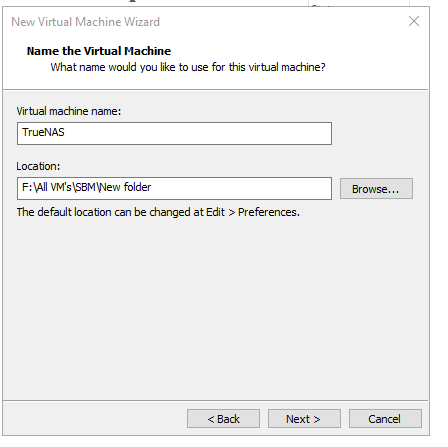 New Virtual Machine Wizard
Name the Virtual Machine
What name would you like to use for this virtual machine?
Virtual machine name:
TrueNAS
Location:
F:\All VM's\SBM\New folder
Browse...
The default location can be changed at Edit > Preferences.
< Back
Next >
Cancel